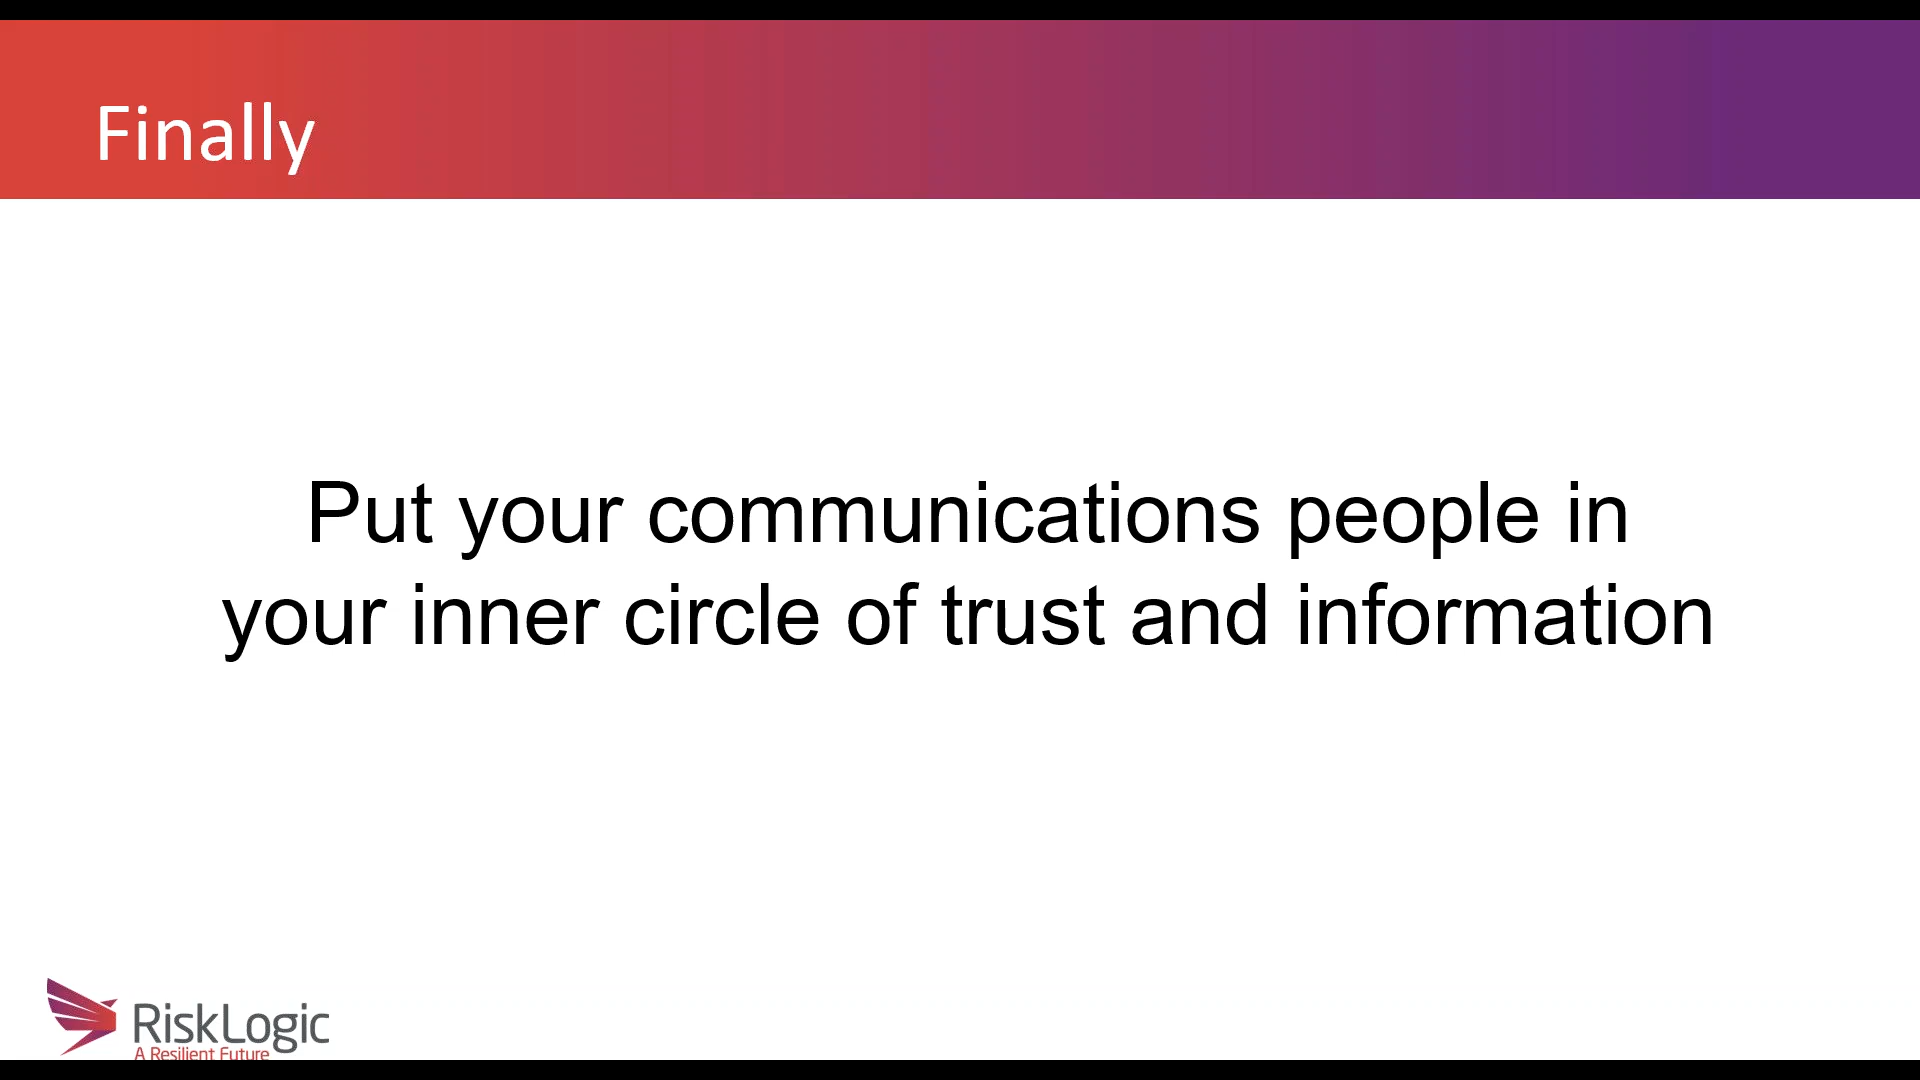 Finally
Put your communications people in
your inner circle of trust and information
RiskLogic
A Resilient Future